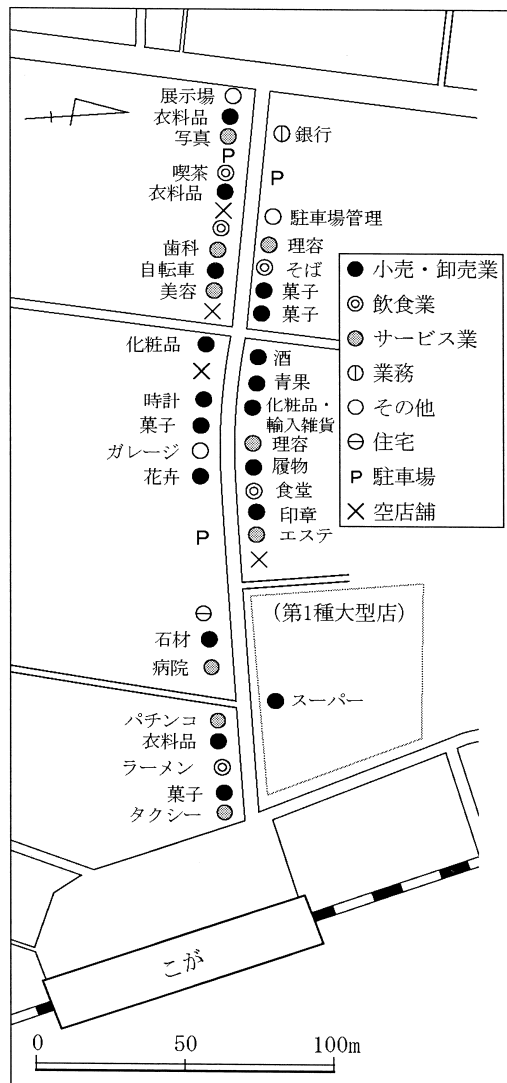 展示場
衣料品
写真
P
喫茶
衣料品
歯科
自転車
美容
銀行
P
駐車場管理
理容
そば
菓子
菓子
小売・卸売業
飲食業
サービス業
業務
その他
住宅
P 駐車場
空店舗
化粧品
時計
菓子
ガレージ
花卉
P
石材
病院
酒
青果
化粧品・
輸入雑貨
理容
履物
食堂
印章
エステ
(第1種大型店)
スーパー
パチンコ
衣料品
ラーメン
菓子
タクシー
こが
0 50 100m